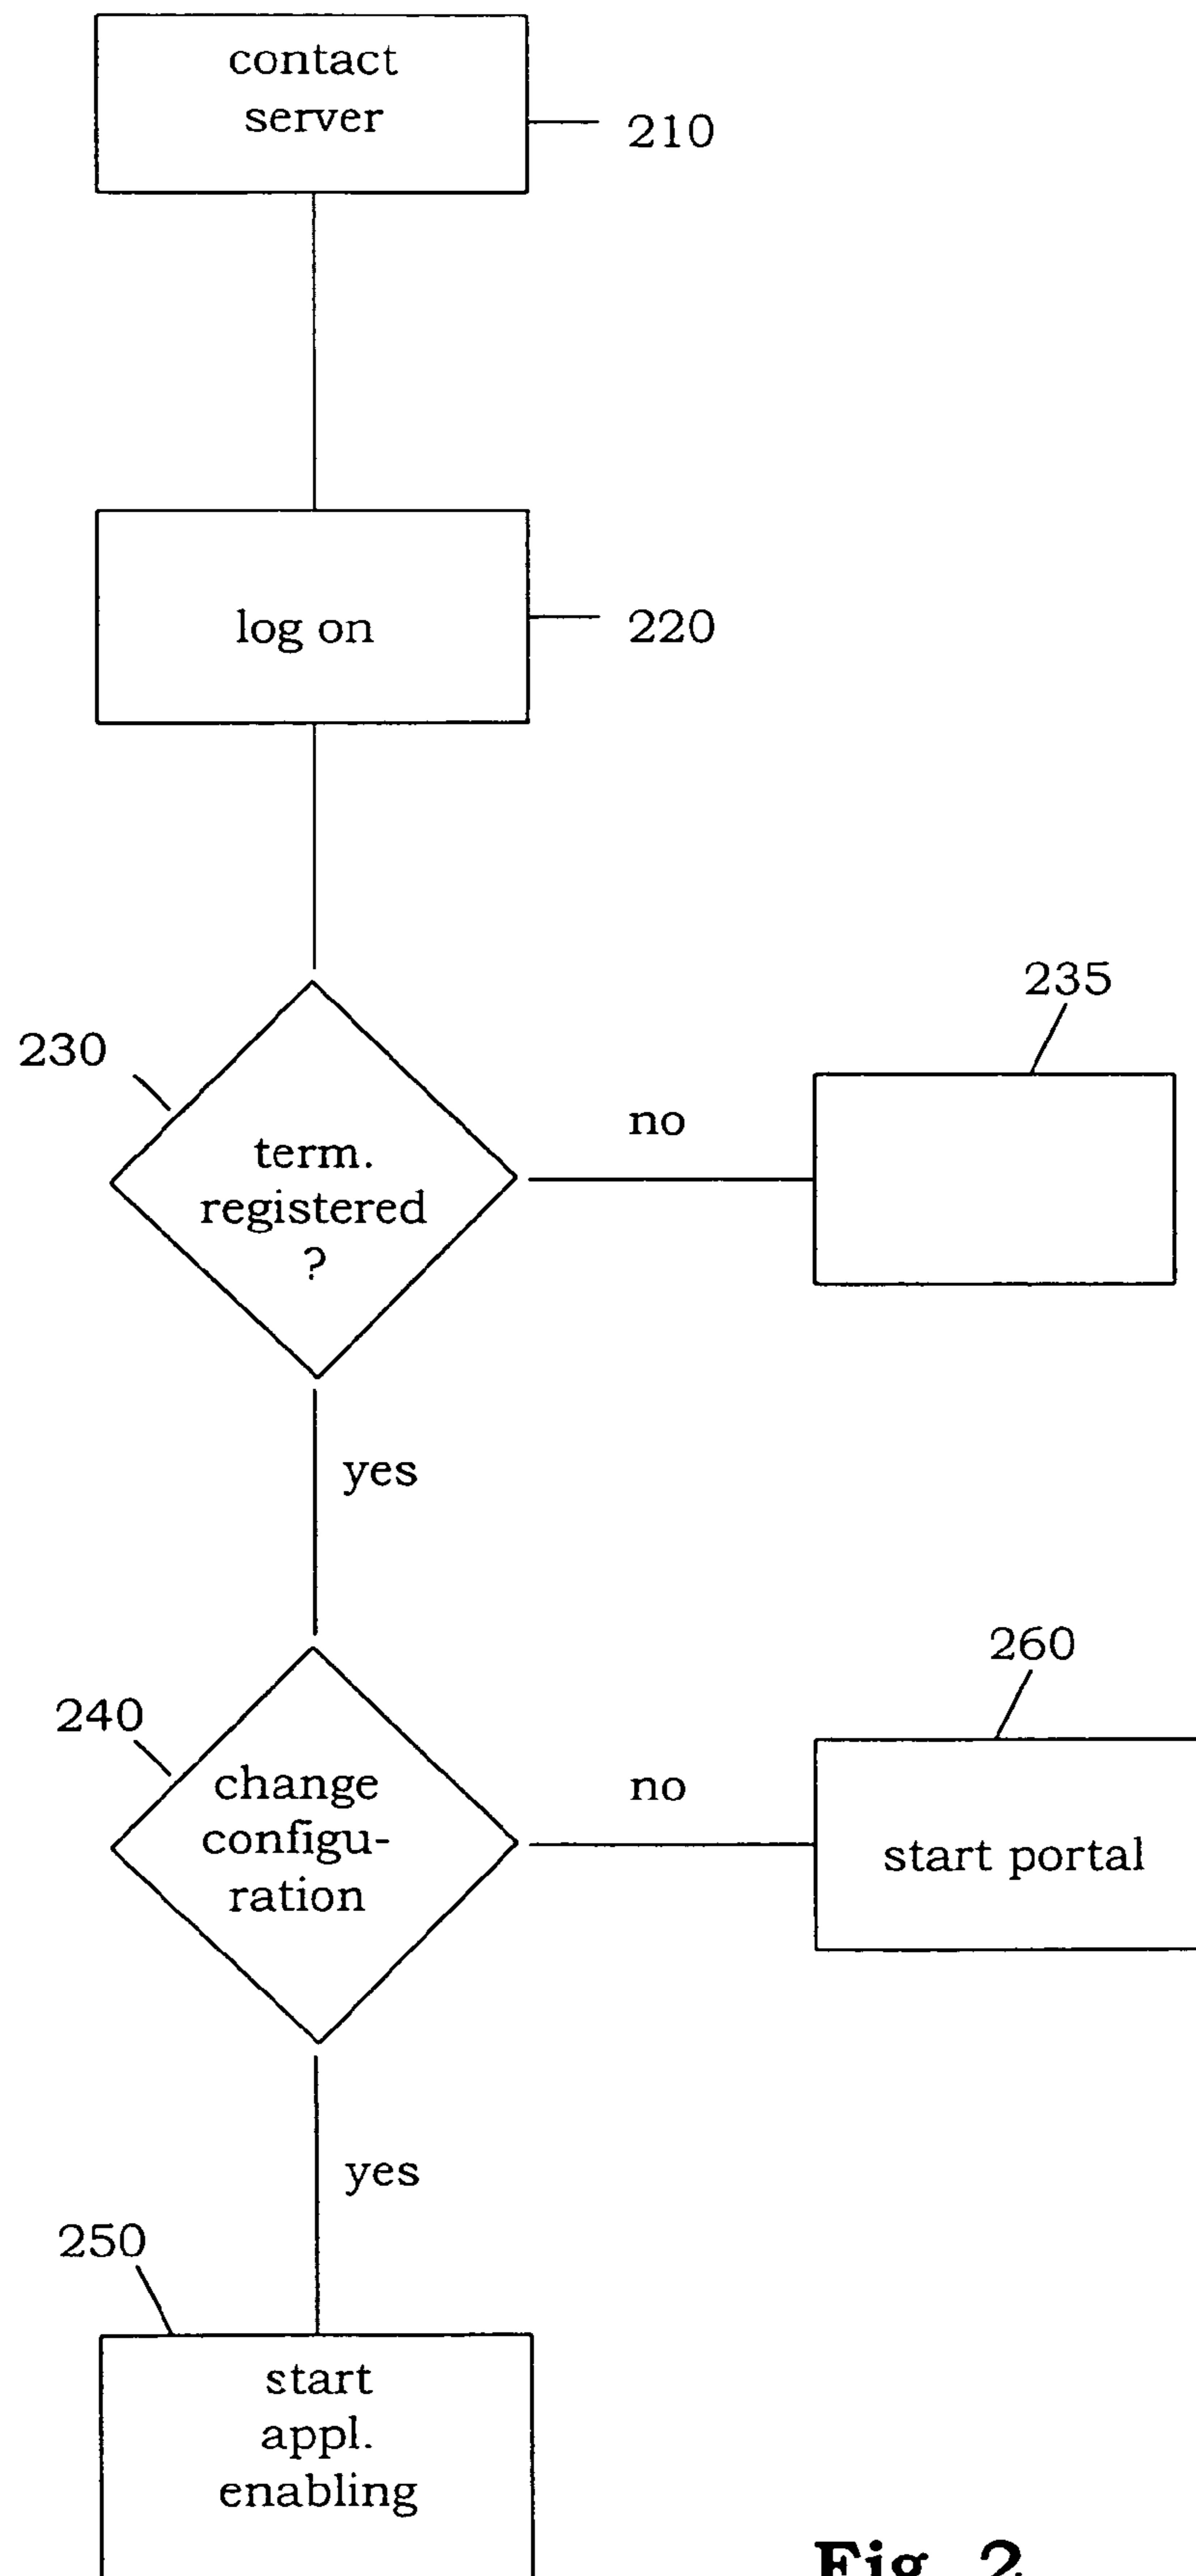 contact
server
210
log on
220
235
230
no
term.
registered
?
yes
260
240
no
change
configu-
ration
start portal
yes
250
start
appl.
enabling
Fig. 2